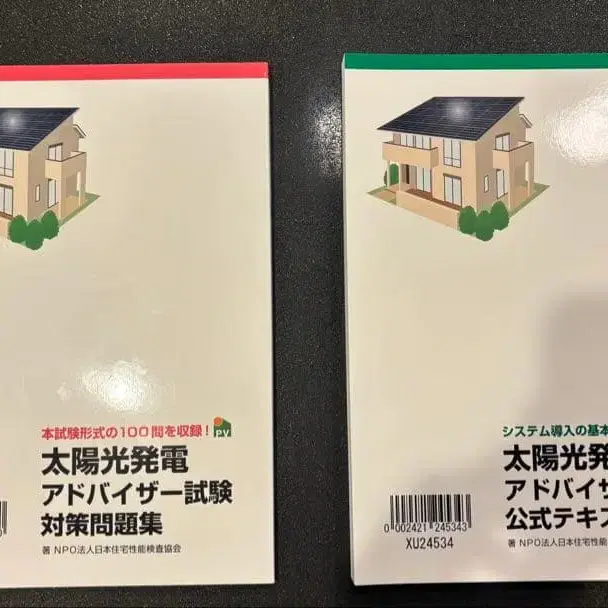 本試験形式の100問を収録!
PV
太陽光発電
アドバイザー試験
対策問題集
著 NPO法人日本住宅性能検査協会
システム導入の基本
太陽光発
アドバイザ
公式テキス
著 NPO法人日本住宅性能
0 002421 245343
XU24534